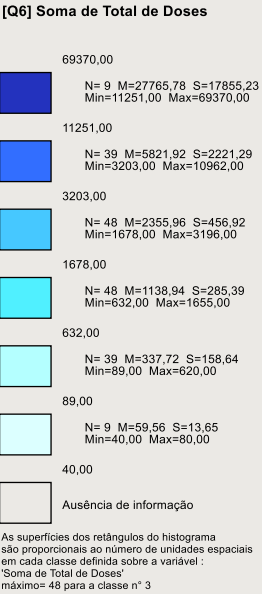 [Q6] Soma de Total de Doses
69370,00
N= 9 M=27765,78 S=17855,23
Min=11251,00 Max=69370,00
11251,00
N= 39 M=5821,92 S=2221,29
Min=3203,00 Max=10962,00
3203,00
N= 48 M=2355,96 S=456,92
Min=1678,00 Max=3196,00
1678,00
N= 48 M=1138,94 S=285,39
Min=632,00 Max=1655,00
632,00
N= 39 M=337,72 S=158,64
Min=89,00 Max=620,00
89,00
N= 9 M=59,56 S=13,65
Min=40,00 Max=80,00
40,00
Ausência de informação
As superfícies dos retângulos do histograma
são proporcionais ao número de unidades espaciais
em cada classe definida sobre a variável :
'Soma de Total de Doses'
máximo= 48 para a classe n° 3